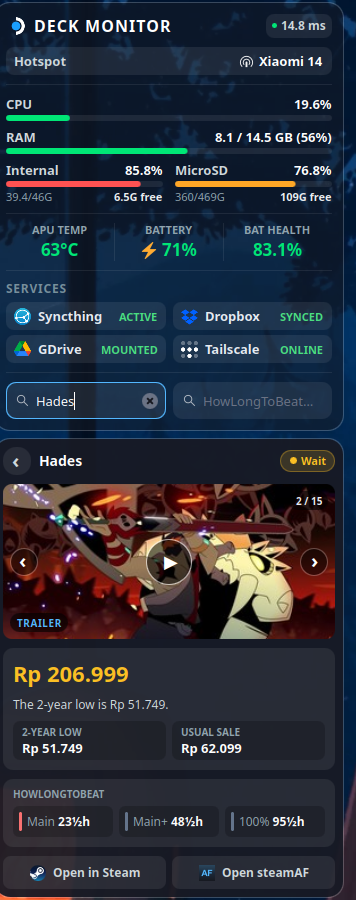 DECK MONITOR
14.8 ms
Hotspot
Xiaomi 14
CPU
19.6%
RAM
8.1 / 14.5 GB (56%)
Internal
85.8%
MicroSD
76.8%
39.4/46G
6.5G free
360/469G
109G free
APU TEMP
63°C
BATTERY
⚡ 71%
BAT HEALTH
83.1%
SERVICES
Syncthing
ACTIVE
Dropbox
SYNCED
GDrive
MOUNTED
Tailscale
ONLINE
Hades
HowLongToBeat...
Hades
Wait
2 / 15
TRAILER
Rp 206.999
The 2-year low is Rp 51.749.
2-YEAR LOW
Rp 51.749
USUAL SALE
Rp 62.099
HOWLONGTOBEAT
Main 23½h
Main+ 48½h
100% 95½h
Open in Steam
AF
Open steamAF